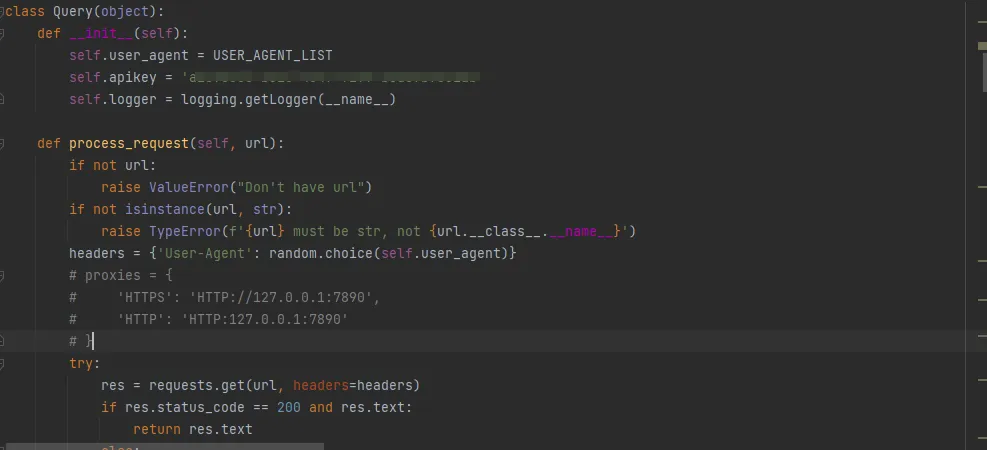 class Query(object):
    def __init__(self):
        self.user_agent = USER_AGENT_LIST
        self.apikey = '
        self.logger = logging.getLogger(__name__)
    def process_request(self, url):
        if not url:
            raise ValueError("Don't have url")
        if not isinstance(url, str):
            raise TypeError(f'{url} must be str, not {url.__class__.__name__}')
        headers = {'User-Agent': random.choice(self.user_agent)}
        # proxies = {
        #     'HTTPS': 'HTTP://127.0.0.1:7890',
        #     'HTTP': 'HTTP:127.0.0.1:7890'
        # }
        try:
            res = requests.get(url, headers=headers)
            if res.status_code == 200 and res.text:
                return res.text